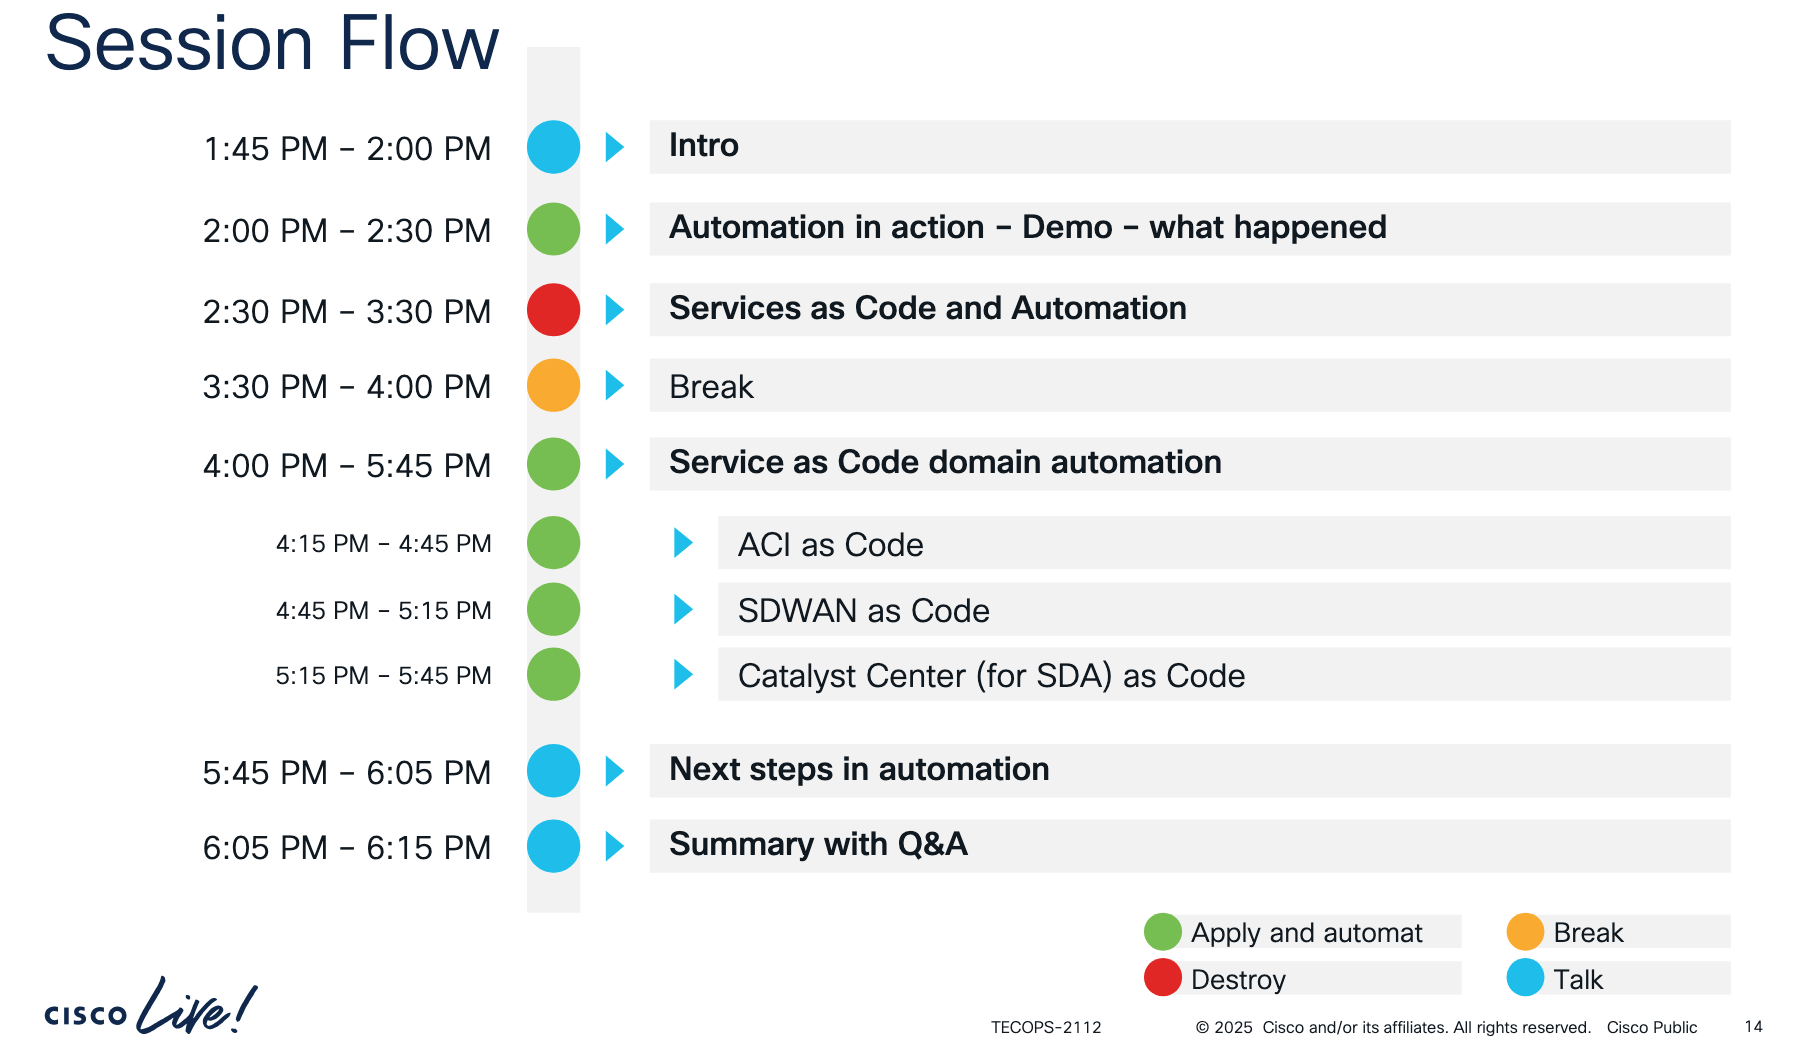 Session Flow
1:45 PM – 2:00 PM Intro
2:00 PM – 2:30 PM Automation in action – Demo – what happened
2:30 PM – 3:30 PM Services as Code and Automation
3:30 PM – 4:00 PM Break
4:00 PM – 5:45 PM Service as Code domain automation
4:15 PM – 4:45 PM ACI as Code
4:45 PM – 5:15 PM SDWAN as Code
5:15 PM – 5:45 PM Catalyst Center (for SDA) as Code
5:45 PM – 6:05 PM Next steps in automation
6:05 PM – 6:15 PM Summary with Q&A
Apply and automat Break
Destroy Talk
CISCO Live!
TECOPS-2112 © 2025 Cisco and/or its affiliates. All rights reserved. Cisco Public 14